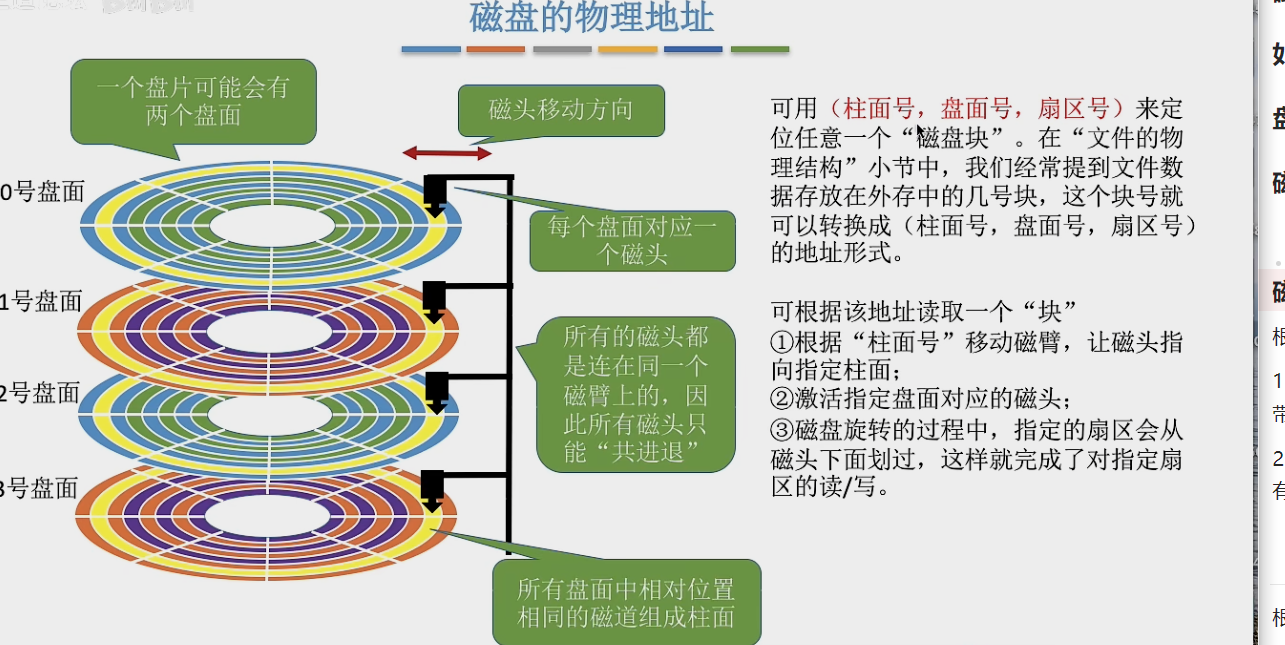 磁盘的物理地址
一个盘片可能会有
两个盘面
磁头移动方向
0号盘面
每个盘面对应一
个磁头
1号盘面
所有的磁头都
是连在同一个
磁臂上的，因
此所有磁头只
能“共进退”
2号盘面
3号盘面
所有盘面中相对位置
相同的磁道组成柱面
可用（柱面号，盘面号，扇区号）来定
位任意一个“磁盘块”。在“文件的物
理结构”小节中，我们经常提到文件数
据存放在外存中的几号块，这个块号就
可以转换成（柱面号，盘面号，扇区号）
的地址形式。
可根据该地址读取一个“块”
①根据“柱面号”移动磁臂，让磁头指
向指定柱面；
②激活指定盘面对应的磁头；
③磁盘旋转的过程中，指定的扇区会从
磁头下面划过，这样就完成了对指定扇
区的读/写。
1
2